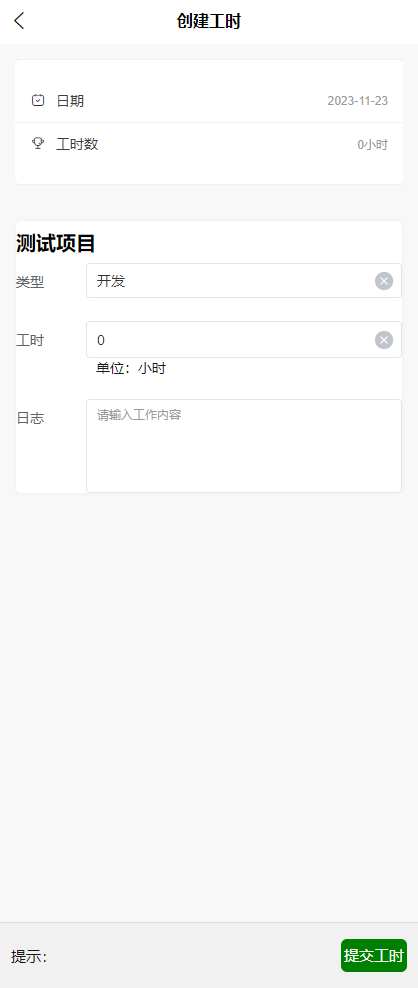 创建工时
日期 2023-11-23
工时数 0小时
测试项目
类型 开发
工时 0
单位：小时
日志 请输入工作内容
提示： 提交工时